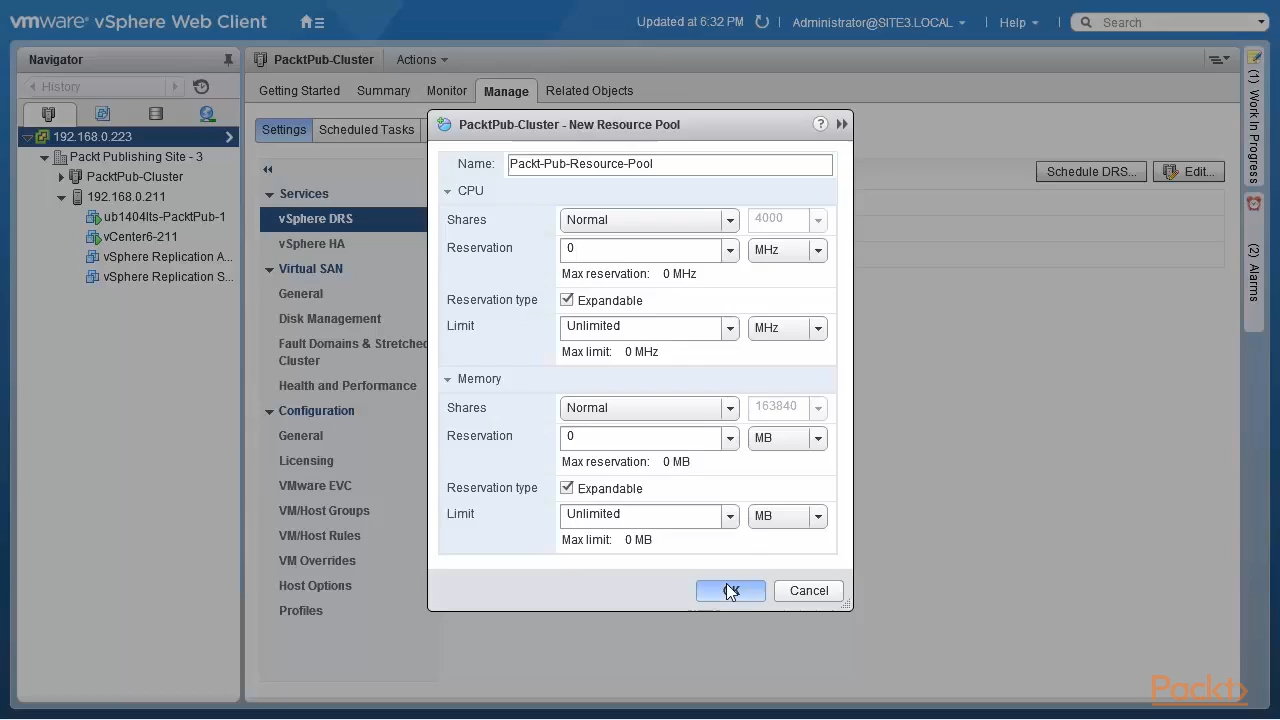 vmware® vSphere Web Client
Updated at 6:32 PM
Administrator@SITE3.LOCAL
Help
Search
Navigator
History
192.168.0.223
Packt Publishing Site - 3
PacktPub-Cluster
192.168.0.211
ub1404lts-PacktPub-1
vCenter6-211
vSphere Replication A...
vSphere Replication S...
PacktPub-Cluster
Actions
Getting Started
Summary
Monitor
Manage
Related Objects
Settings
Scheduled Tasks
Services
vSphere DRS
vSphere HA
Virtual SAN
General
Disk Management
Fault Domains & Stretched
Cluster
Health and Performance
Configuration
General
Licensing
VMware EVC
VM/Host Groups
VM/Host Rules
VM Overrides
Host Options
Profiles
Schedule DRS...
Edit...
PacktPub-Cluster - New Resource Pool
Name: Packt-Pub-Resource-Pool
CPU
Shares Normal 4000
Reservation 0 MHz
Max reservation: 0 MHz
Reservation type Expandable
Limit Unlimited MHz
Max limit: 0 MHz
Memory
Shares Normal 163840
Reservation 0 MB
Max reservation: 0 MB
Reservation type Expandable
Limit Unlimited MB
Max limit: 0 MB
Cancel
(1) Work In Progress
(2) Alarms
Packt